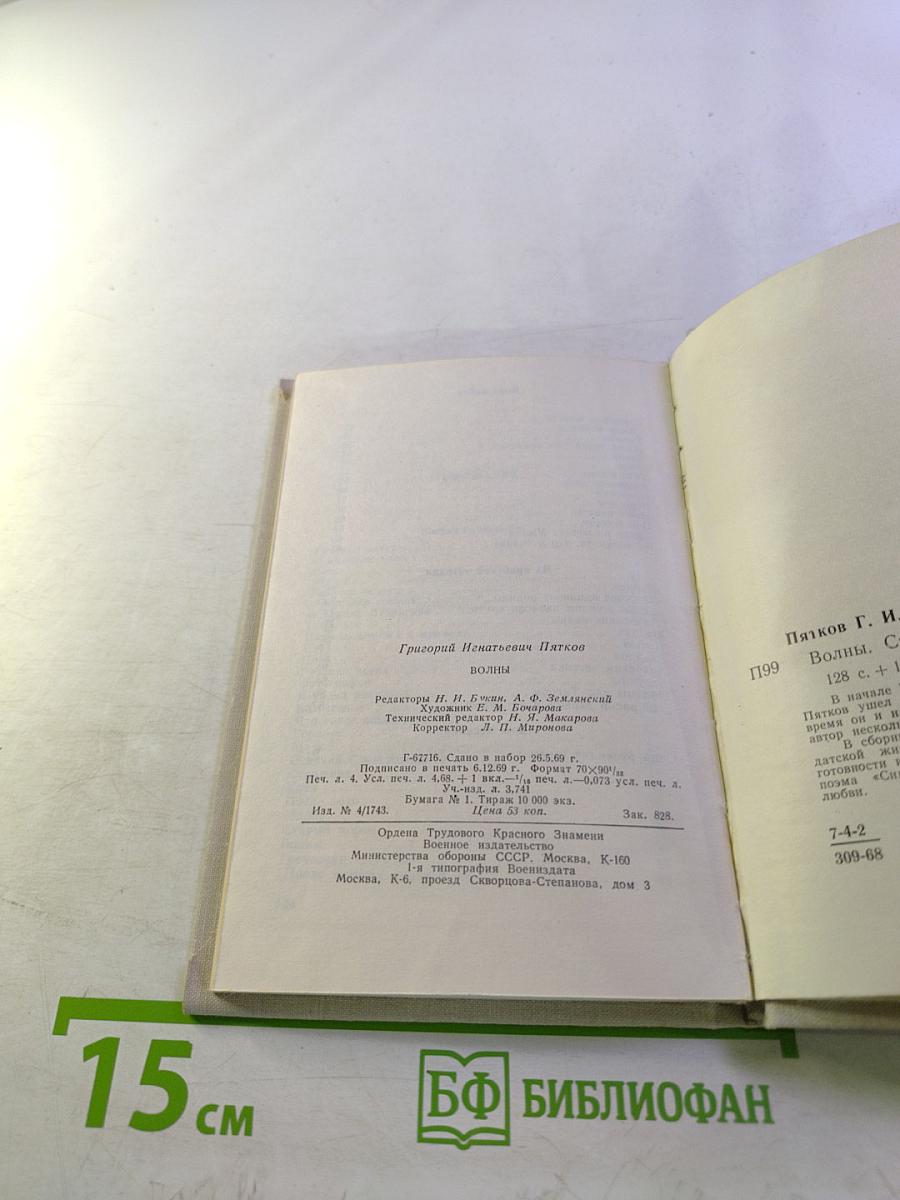 Григорий Игнатьевич Пятков
ВОЛНЫ
Редакторы Н. И. Букин, А. Ф. Землянский
Художник Е. М. Бочарова
Технический редактор Н. Я. Макарова
Корректор Л. П. Миронова
Г-67716. Сдано в набор 26.5.69 г.
Подписано в печать 6.12.69 г. Формат 70×90¹/₃₂
Печ. л. 4. Усл. печ. л. 4,68. + 1 вкл.—¹/₁₆ печ. л.—0,073 усл. печ. л.
Уч.-изд. л. 3,741
Бумага № 1. Тираж 10 000 экз.
Изд. № 4/1743. Цена 53 коп. Зак. 828.
Ордена Трудового Красного Знамени
Военное издательство
Министерства обороны СССР. Москва, К-160
1-я типография Воениздата
Москва, К-6, проезд Скворцова-Степанова, дом 3
Пятков Г. И.
П99 Волны.
128 с. +
В начале
Пятков ушел
время он и
автор
В
датской
готовности
поэма
любви.
7-4-2
309-68
15 см
БФ БИБЛИОФАН